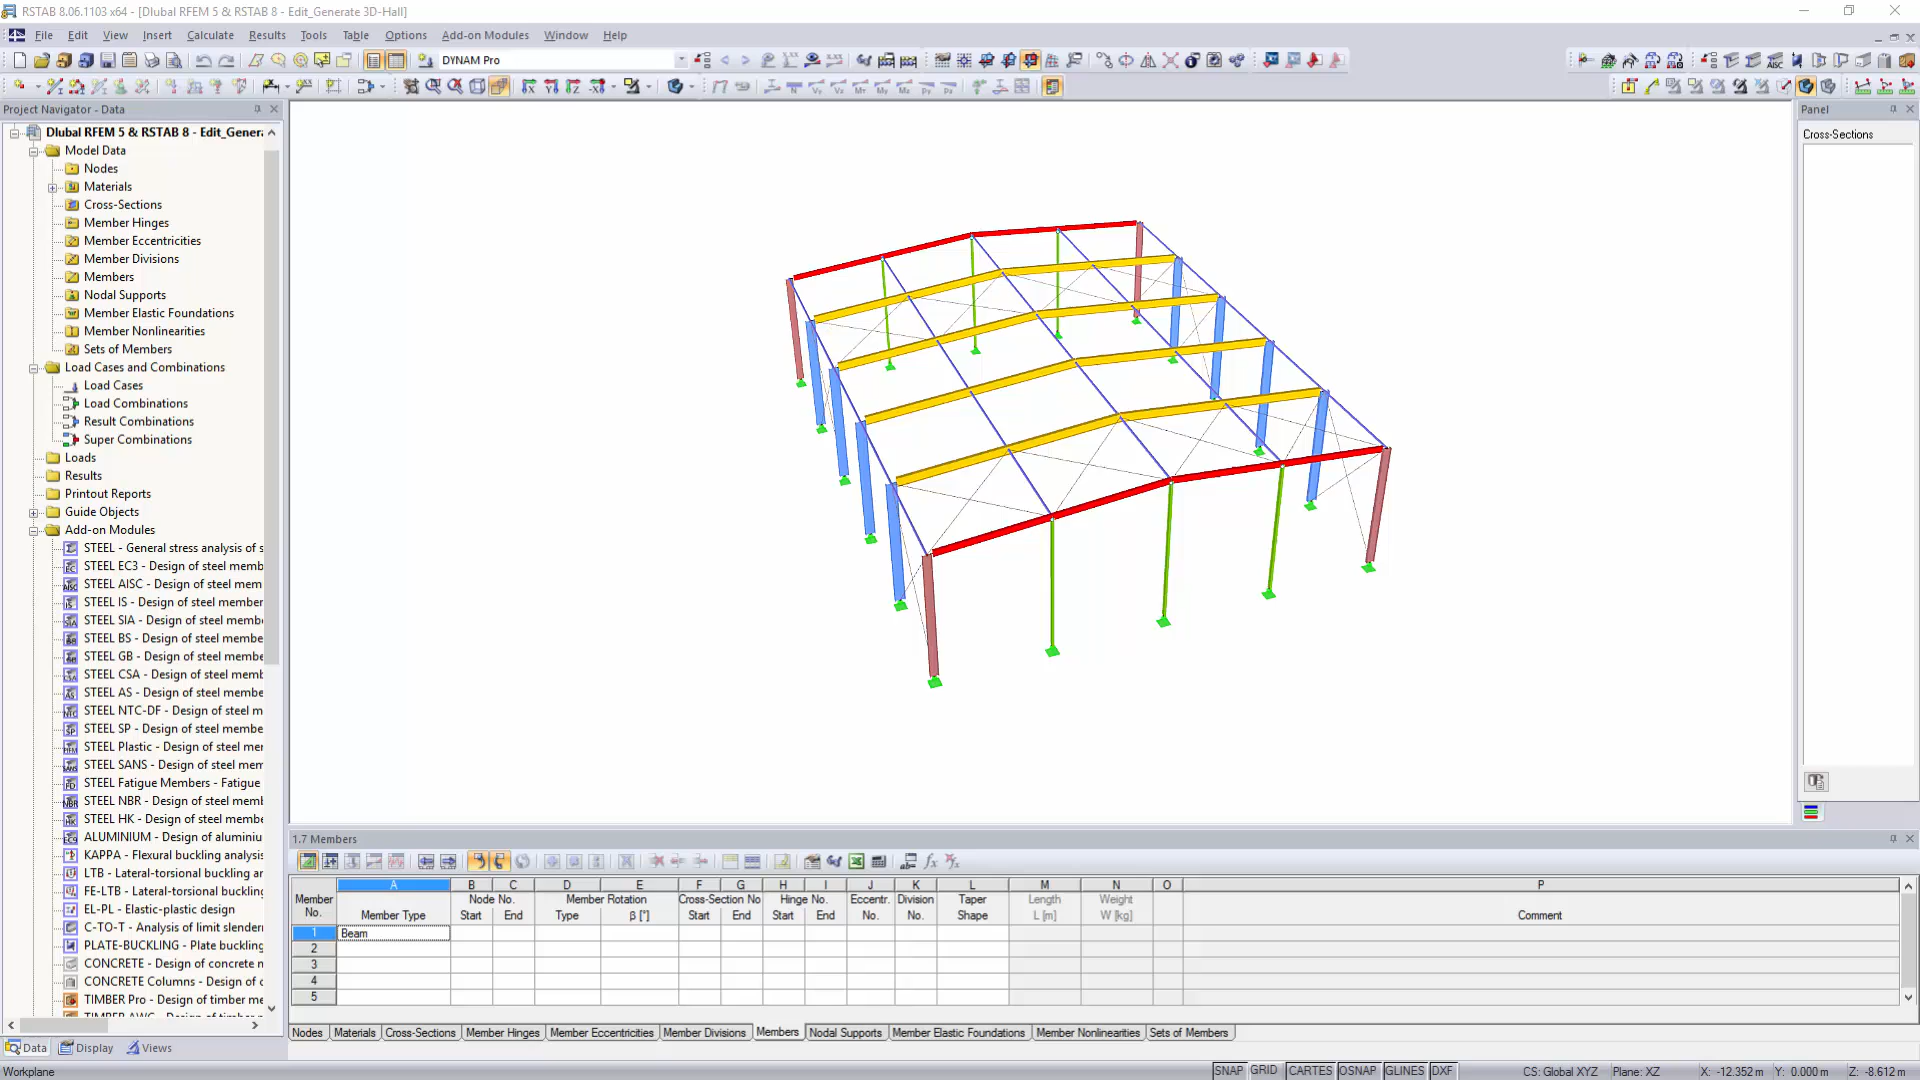 RSTAB 8.06.1103 x64 - [Dlubal RFEM 5 & RSTAB 8 - Edit_Generate 3D-Hall]
File Edit View Insert Calculate Results Tools Table Options Add-on Modules Window Help
DYNAM Pro
Project Navigator - Data
Dlubal RFEM 5 & RSTAB 8 - Edit_Genera
Model Data
Nodes
Materials
Cross-Sections
Member Hinges
Member Eccentricities
Member Divisions
Members
Nodal Supports
Member Elastic Foundations
Member Nonlinearities
Sets of Members
Load Cases and Combinations
Load Cases
Load Combinations
Result Combinations
Super Combinations
Loads
Results
Printout Reports
Guide Objects
Add-on Modules
STEEL - General stress analysis of s
STEEL EC3 - Design of steel memb
STEEL AISC - Design of steel mem
STEEL IS - Design of steel member
STEEL SIA - Design of steel membe
STEEL BS - Design of steel membe
STEEL GB - Design of steel membe
STEEL CSA - Design of steel membe
STEEL AS - Design of steel membe
STEEL NTC-DF - Design of steel m
STEEL SP - Design of steel membe
STEEL Plastic - Design of steel mer
STEEL SANS - Design of steel mem
STEEL Fatigue Members - Fatigue
STEEL NBR - Design of steel memb
STEEL HK - Design of steel membe
ALUMINIUM - Design of aluminiu
KAPPA - Flexural buckling analysis
LTB - Lateral-torsional buckling
FE-LTB - Lateral-torsional buckling
EL-PL - Elastic-plastic design
C-TO-T - Analysis of limit slender
PLATE-BUCKLING - Plate buckling
CONCRETE - Design of concrete n
CONCRETE Columns - Design of c
TIMBER Pro - Design of timber me
Data Display Views
Panel
Cross-Sections
1.7 Members
A B C D E F G H I J K L M N O P
Member Node No. Member Rotation Cross-Section No Hinge No. Eccentr. Division Taper Length Weight
No. Member Type Start End Type β [°] Start End Start End No. No. Shape L [m] W [kg] Comment
1 Beam
2
3
4
5
Nodes Materials Cross-Sections Member Hinges Member Eccentricities Member Divisions Members Nodal Supports Member Elastic Foundations Member Nonlinearities Sets of Members
Workplane SNAP GRID CARTES OSNAP GLINES DXF CS: Global XYZ Plane: XZ X: -12.352 m Y: 0.000 m Z: -8.612 m